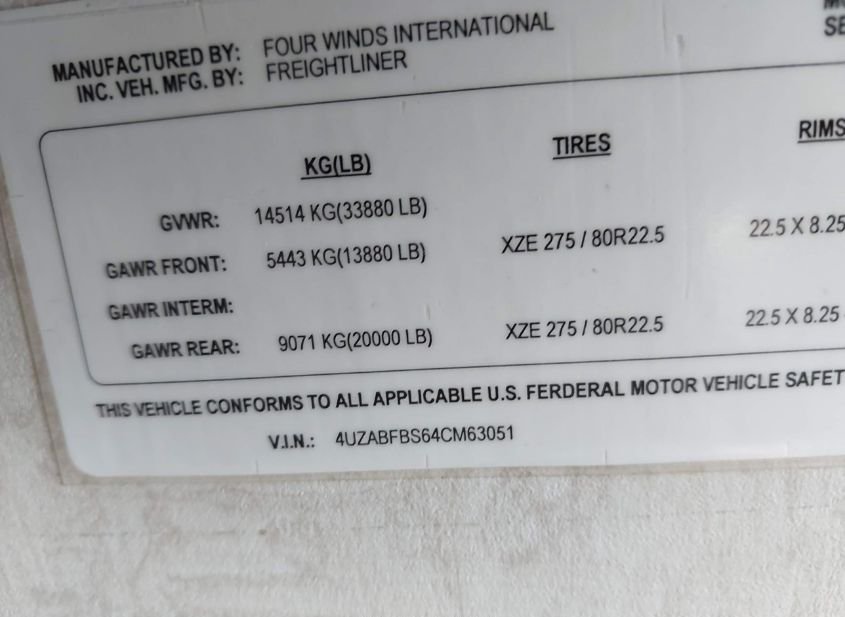 MANUFACTURED BY: FOUR WINDS INTERNATIONAL
INC. VEH. MFG. BY: FREIGHTLINER
KG(LB) TIRES RIMS
GVWR: 14514 KG(33880 LB)
GAWR FRONT: 5443 KG(13880 LB) XZE 275 / 80R22.5 22.5 X 8.25
GAWR INTERM:
GAWR REAR: 9071 KG(20000 LB) XZE 275 / 80R22.5 22.5 X 8.25
THIS VEHICLE CONFORMS TO ALL APPLICABLE U.S. FERDERAL MOTOR VEHICLE SAFET
V.I.N.: 4UZABFBS64CM63051